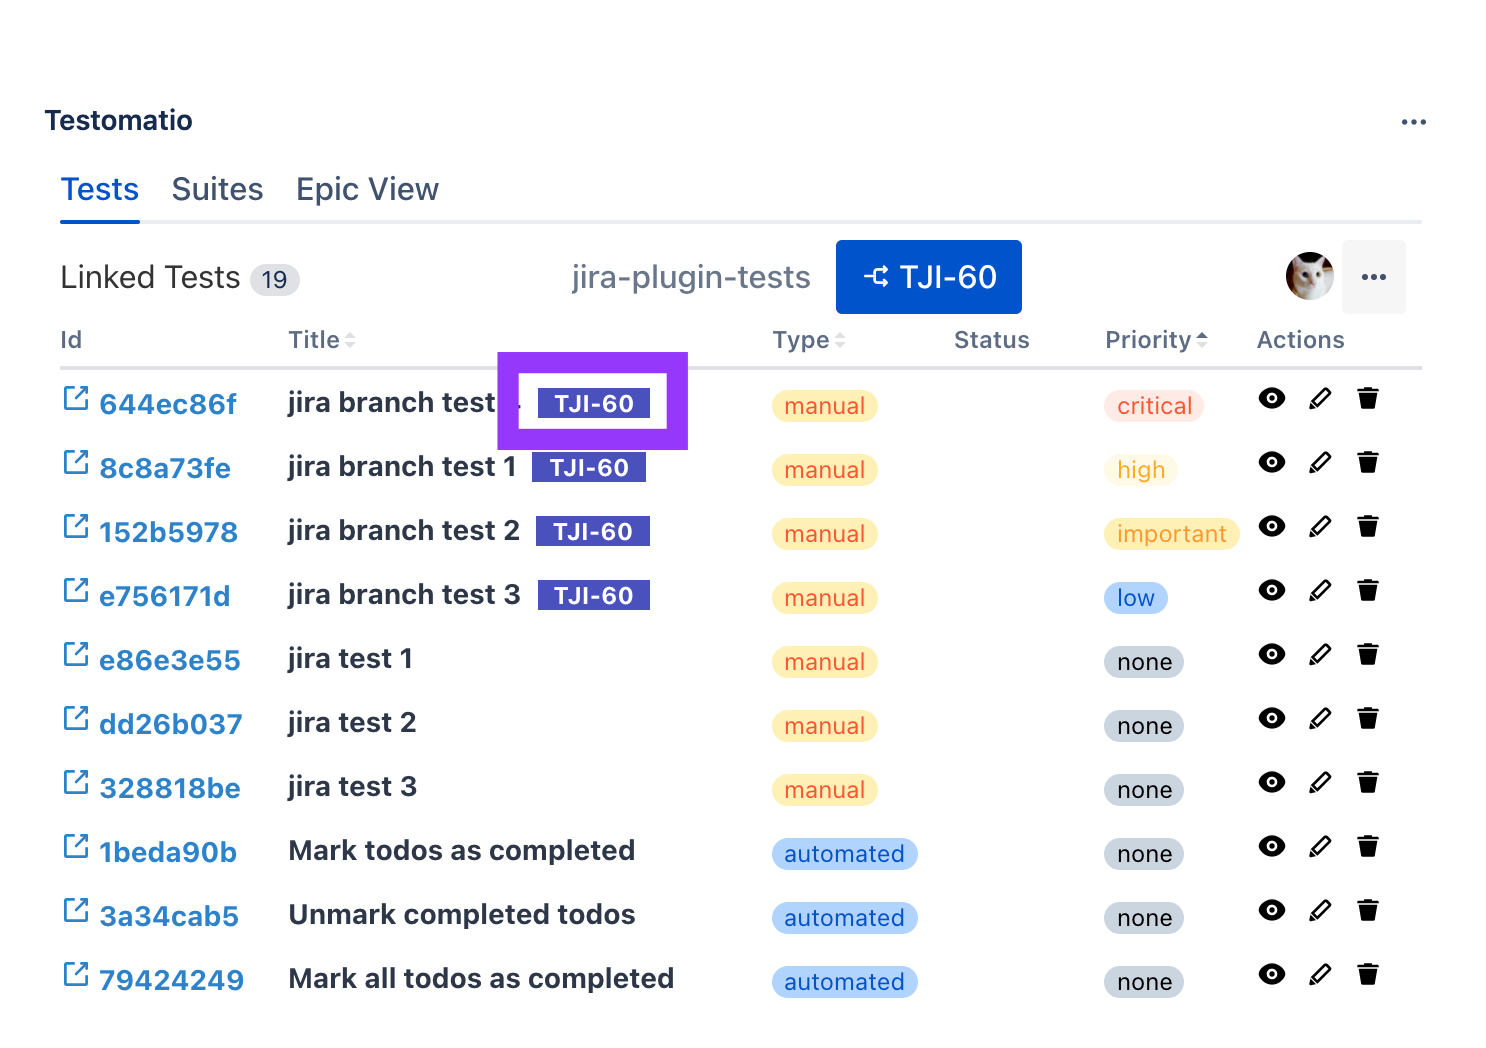 Testomatio
Tests Suites Epic View
Linked Tests 19 jira-plugin-tests TJI-60
Id Title Type Status Priority Actions
644ec86f jira branch test TJI-60 manual critical
8c8a73fe jira branch test 1 TJI-60 manual high
152b5978 jira branch test 2 TJI-60 manual important
e756171d jira branch test 3 TJI-60 manual low
e86e3e55 jira test 1 manual none
dd26b037 jira test 2 manual none
328818be jira test 3 manual none
1beda90b Mark todos as completed automated none
3a34cab5 Unmark completed todos automated none
79424249 Mark all todos as completed automated none